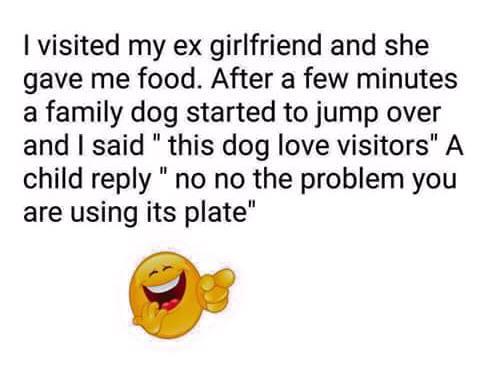 I visited my ex girlfriend and she
gave me food. After a few minutes
a family dog started to jump over
and I said " this dog love visitors" A
child reply " no no the problem you
are using its plate"